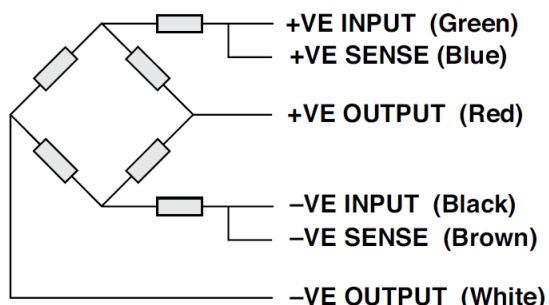 +VE INPUT (Green)
+VE SENSE (Blue)
+VE OUTPUT (Red)
–VE INPUT (Black)
–VE SENSE (Brown)
–VE OUTPUT (White)